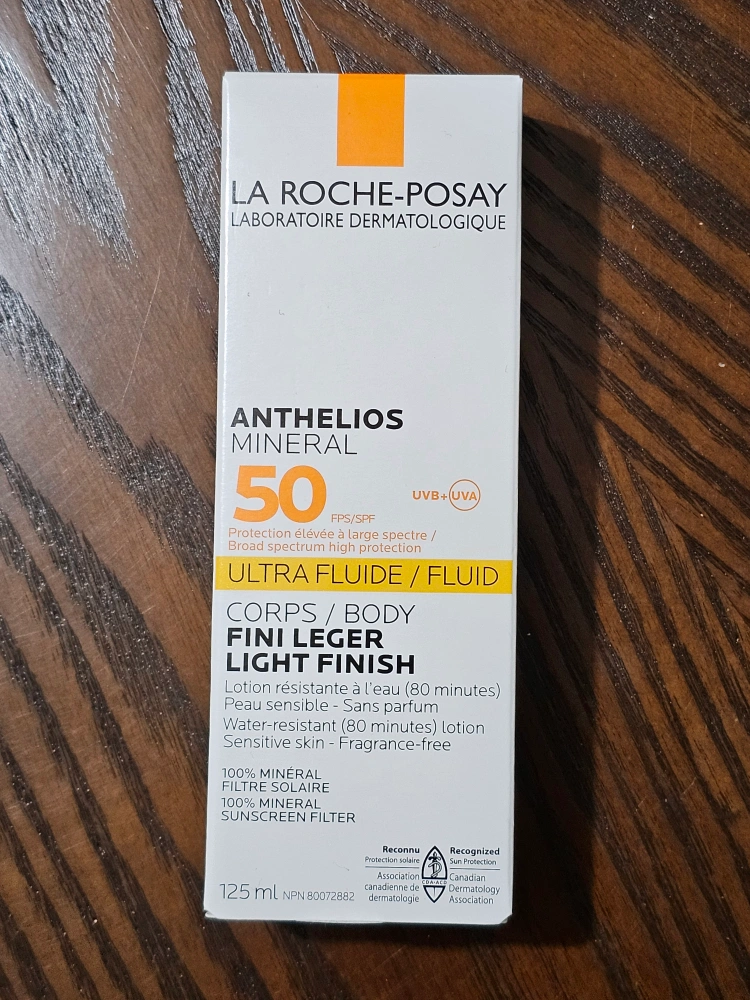 LA ROCHE-POSAY
LABORATOIRE DERMATOLOGIQUE
ANTHELIOS
MINERAL
50 FPS/SPF
UVB+UVA
Protection élévée à large spectre /
Broad spectrum high protection
ULTRA FLUIDE / FLUID
CORPS / BODY
FINI LEGER
LIGHT FINISH
Lotion résistante à l'eau (80 minutes)
Peau sensible - Sans parfum
Water-resistant (80 minutes) lotion
Sensitive skin - Fragrance-free
100% MINÉRAL
FILTRE SOLAIRE
100% MINERAL
SUNSCREEN FILTER
125 ml NPN 80072882
Reconnu
Protection solaire
Association
canadienne de
dermatologie
CDA·ACD
Recognized
Sun Protection
Canadian
Dermatology
Association